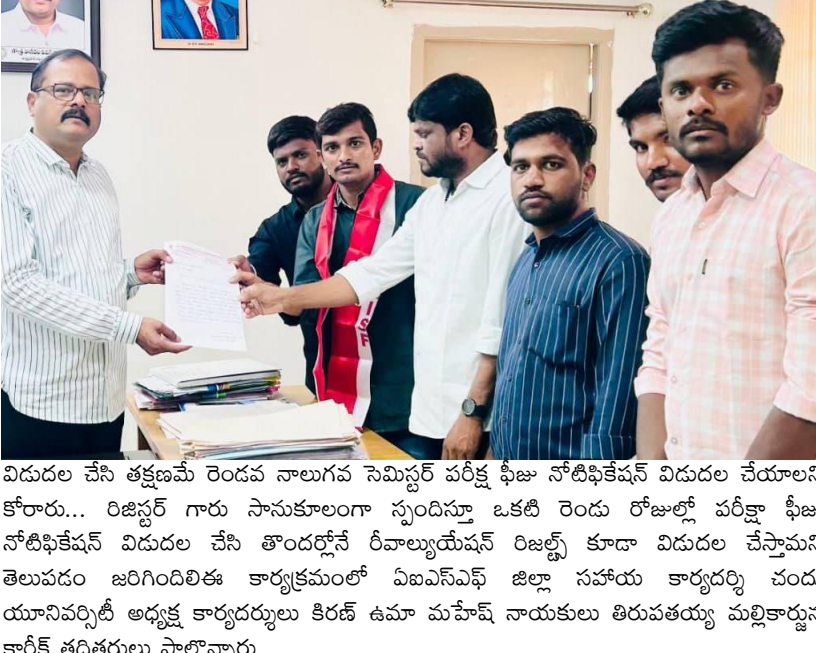 విడుదల చేసి తక్షణమే రెండవ నాలుగవ సెమిస్టర్ పరీక్ష ఫీజు నోటిఫికేషన్ విడుదల చేయాలని
కోరారు... రిజిస్టర్ గారు సానుకూలంగా స్పందిస్తూ ఒకటి రెండు రోజుల్లో పరీక్షా ఫీజు
నోటిఫికేషన్ విడుదల చేసి తొందర్లోనే రీవాల్యుయేషన్ రిజల్ట్స్ కూడా విడుదల చేస్తామని
తెలుపడం జరిగిందిలిఈ కార్యక్రమంలో ఏఐఎస్ఎఫ్ జిల్లా సహాయ కార్యదర్శి చందు
యూనివర్సిటీ అధ్యక్ష కార్యదర్శులు కిరణ్ ఉమా మహేష్ నాయకులు తిరుపతయ్య మల్లికార్జున
తదితరులు పాల్గొన్నారు